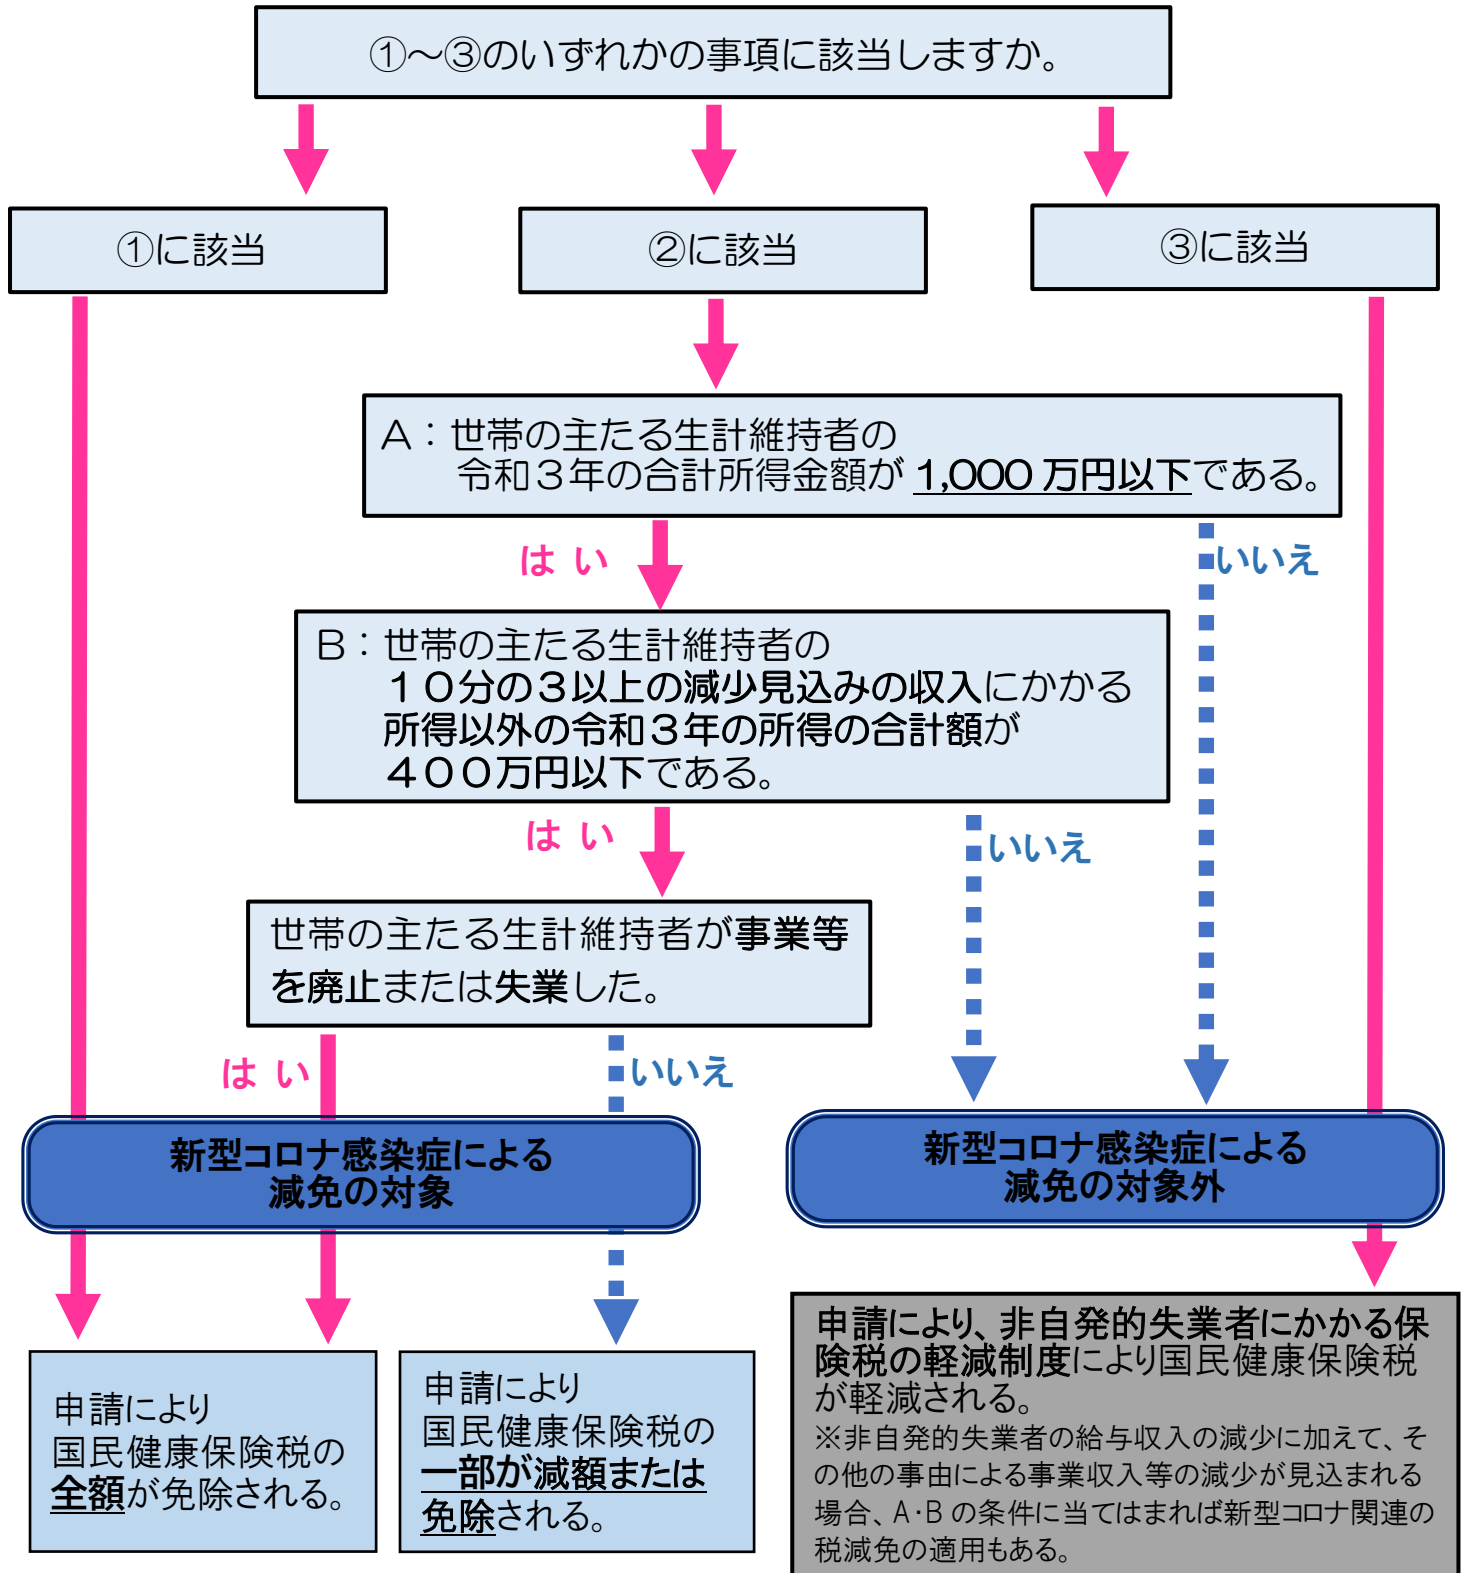 ①~③のいずれかの事項に該当しますか。
①に該当
②に該当
③に該当
A:世帯の主たる生計維持者の
令和3年の合計所得金額が 1,000 万円以下である。
はい
いいえ
B:世帯の主たる生計維持者の
10分の3以上の減少見込みの収入にかかる
所得以外の令和3年の所得の合計額が
400万円以下である。
はい
いいえ
世帯の主たる生計維持者が事業等
を廃止または失業した。
はい
いいえ
新型コロナ感染症による
減免の対象
新型コロナ感染症による
減免の対象外
申請により
国民健康保険税の
全額が免除される。
申請により
国民健康保険税の
一部が減額または
免除される。
申請により、非自発的失業者にかかる保
険税の軽減制度により国民健康保険税
が軽減される。
※非自発的失業者の給与収入の減少に加えて、そ
の他の事由による事業収入等の減少が見込まれる
場合、A・B の条件に当てはまれば新型コロナ関連の
税減免の適用もある。